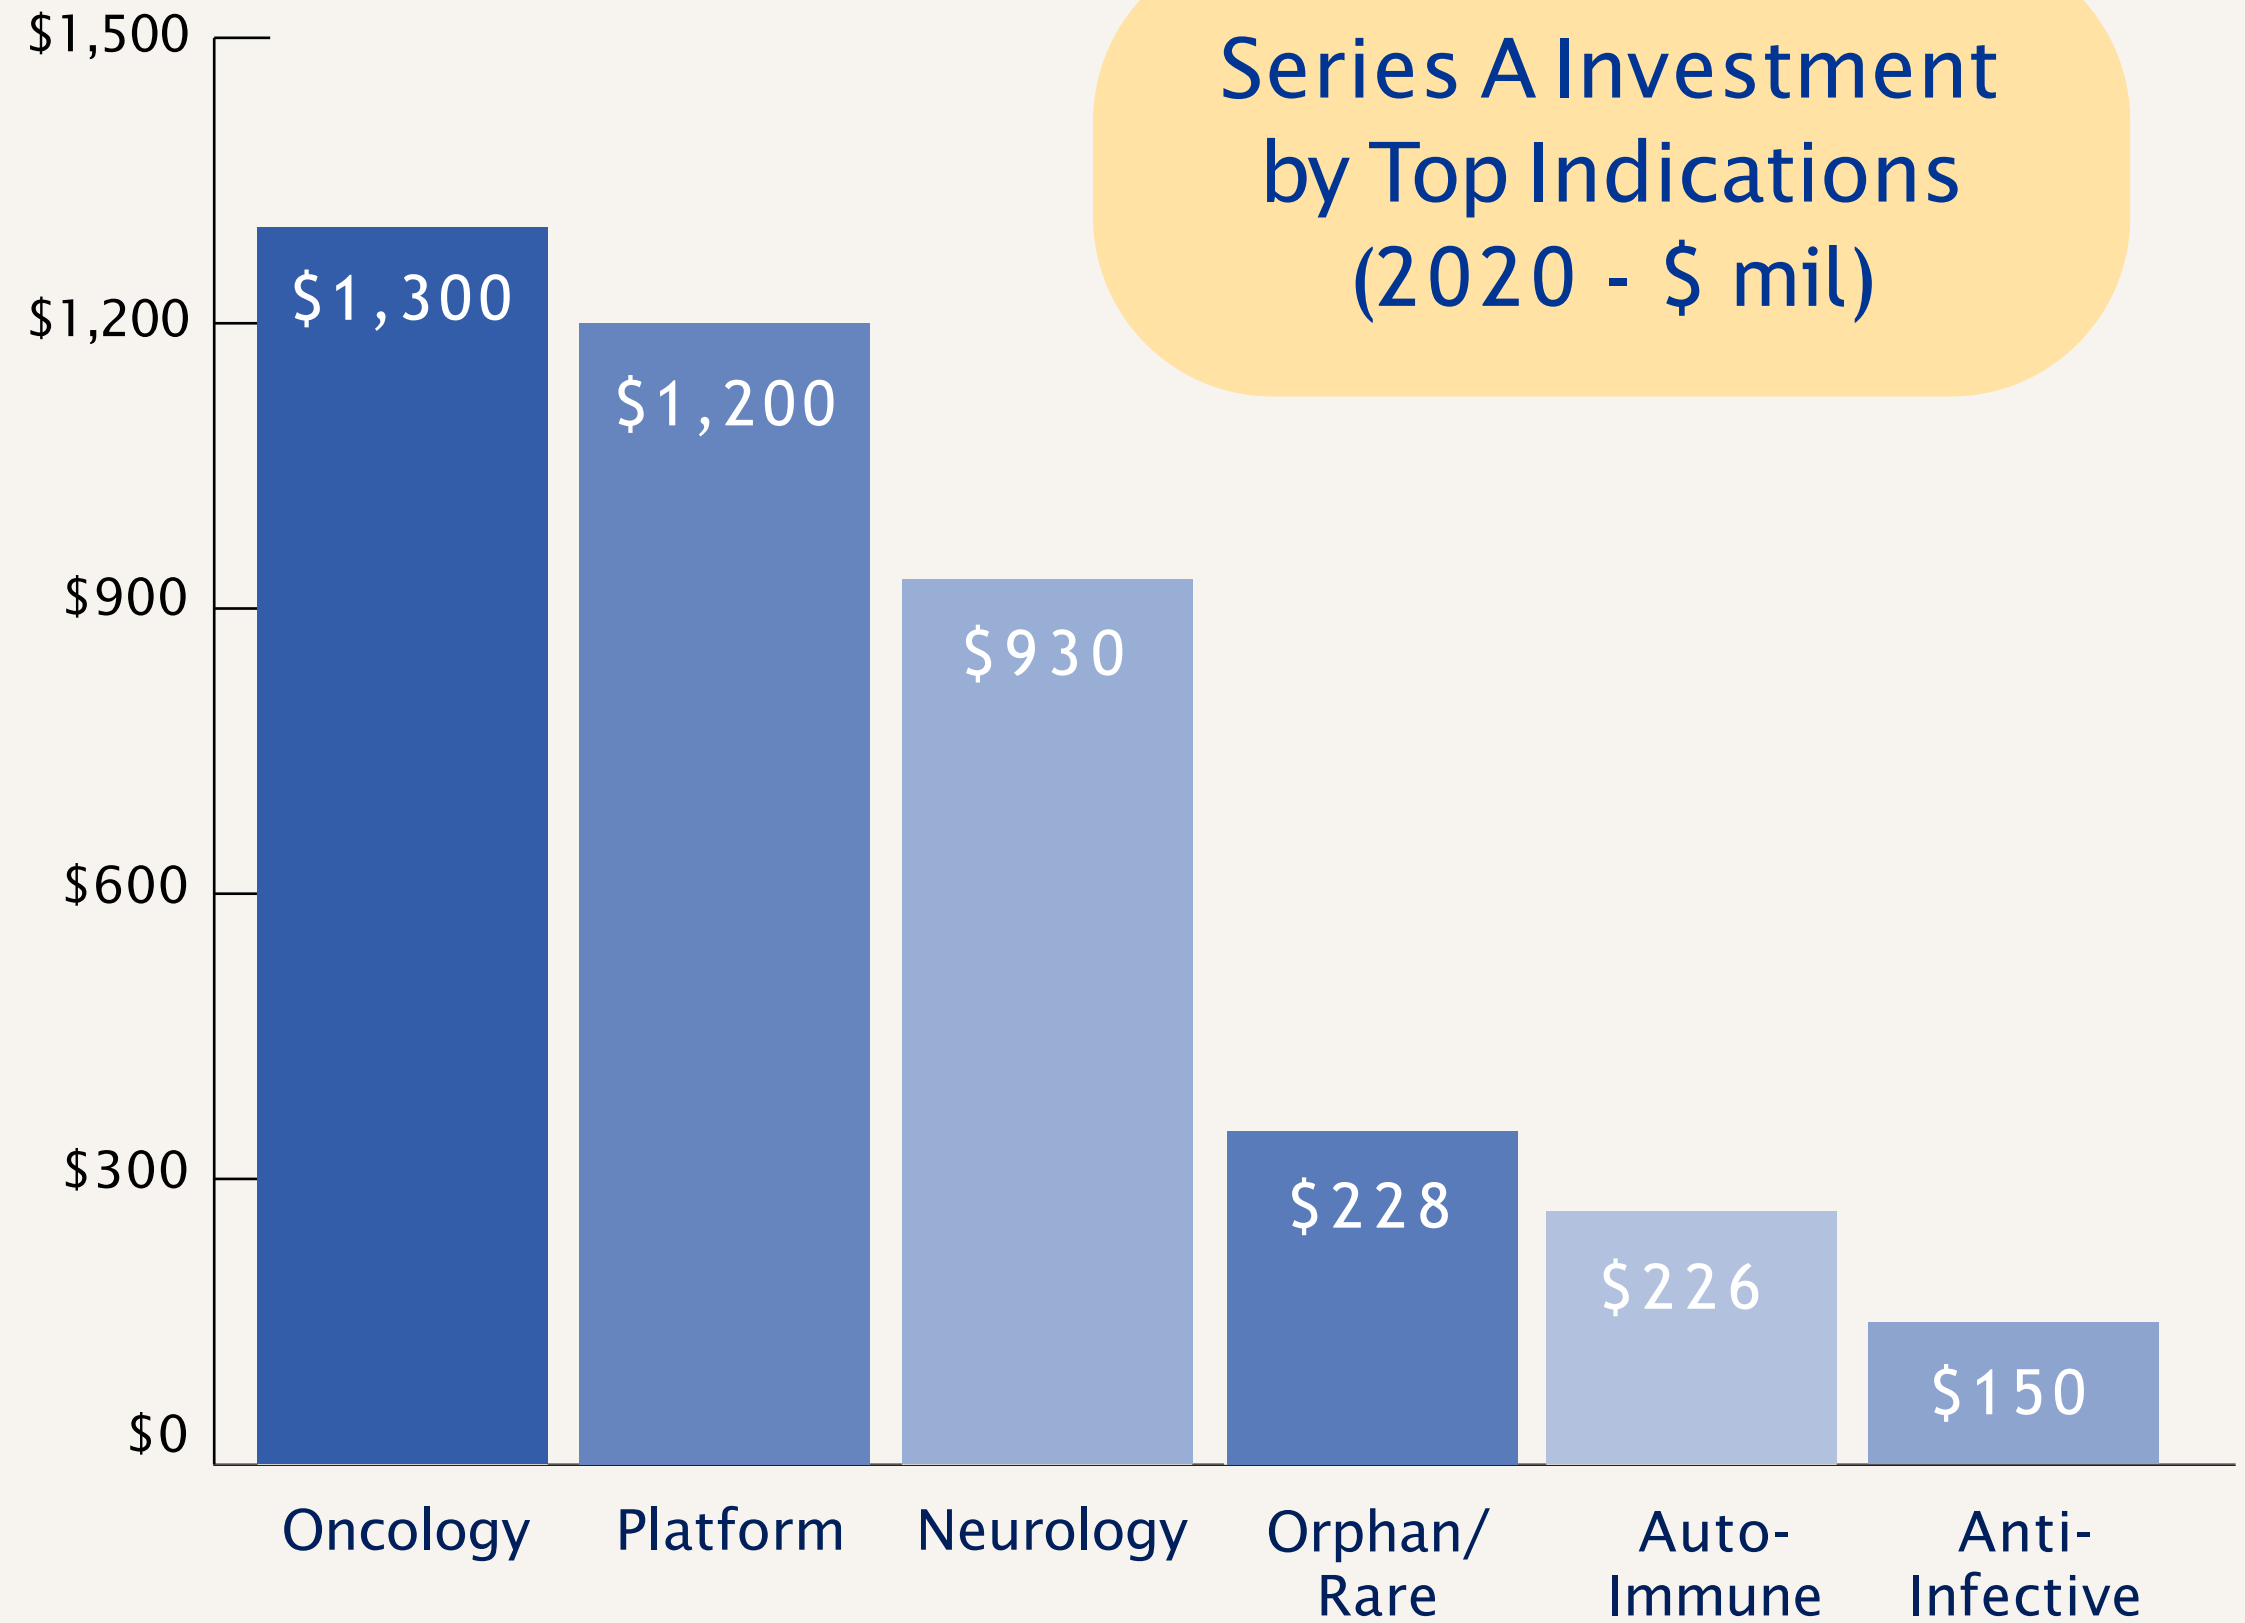 Series A Investment
by Top Indications
(2020 - $ mil)
$1,500
$1,200
$900
$600
$300
$0
$1,300
$1,200
$930
$228
$226
$150
Oncology
Platform
Neurology
Orphan/
Rare
Auto-
Immune
Anti-
Infective